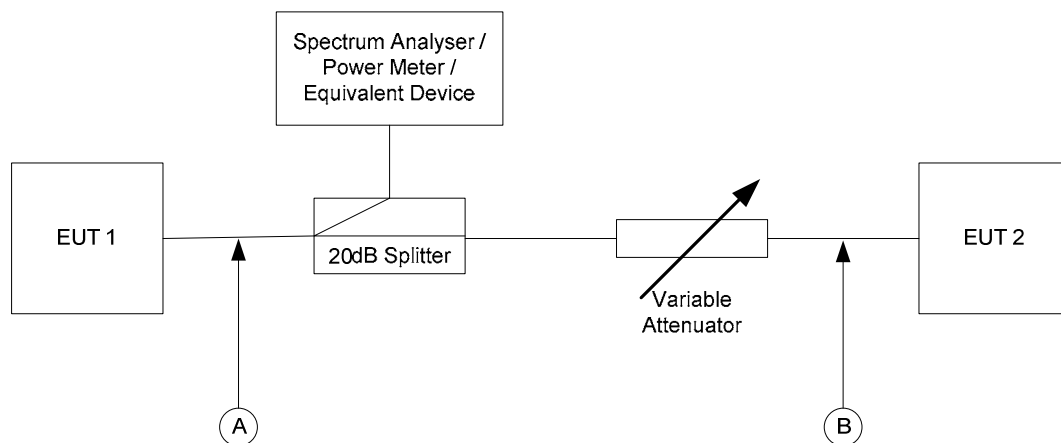 Spectrum Analyser /
Power Meter /
Equivalent Device
EUT 1
20dB Splitter
Variable
Attenuator
EUT 2
A
B